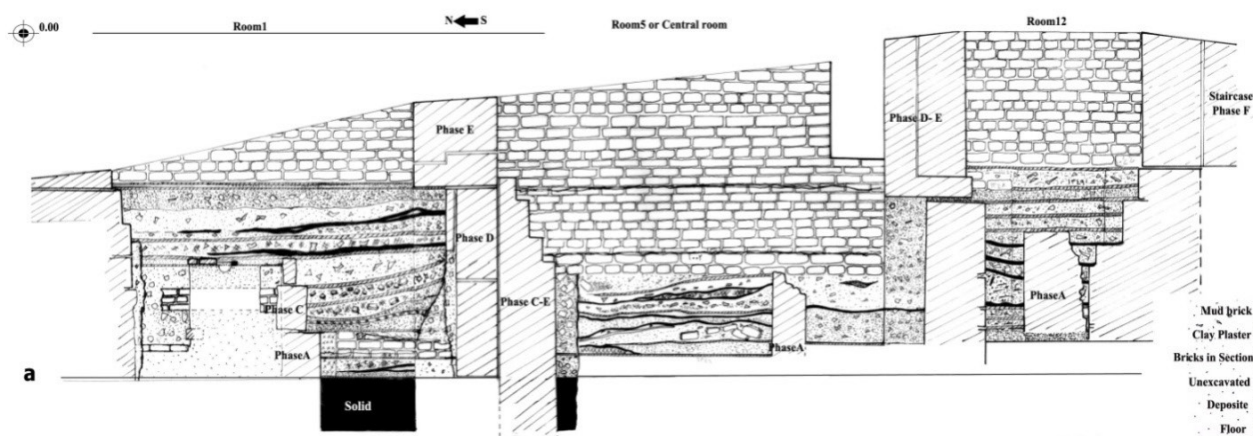 0.00
Room1
N S
Room5 or Central room
Room12
Phase E
Phase D- E
Staircase
Phase F
Phase D
Phase C-E
Phase C
PhaseA
PhaseA
PhaseA
a
Solid
Mud brick
Clay Plaster
Bricks in Section
Unexcavated
Deposite
Floor